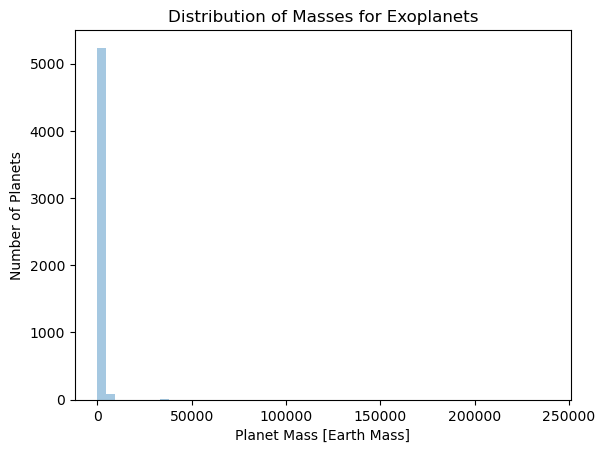 Distribution of Masses for Exoplanets
Number of Planets
5000
4000
3000
2000
1000
0
0 50000 100000 150000 200000 250000
Planet Mass [Earth Mass]